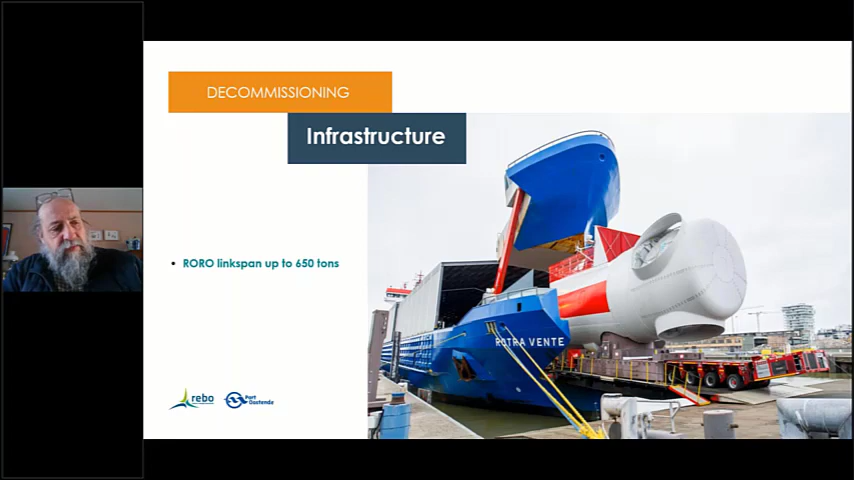 DECOMMISSIONING
Infrastructure
• RORO linkspan up to 650 tons
ROTRA VENTE
rebo
Port
Oostende